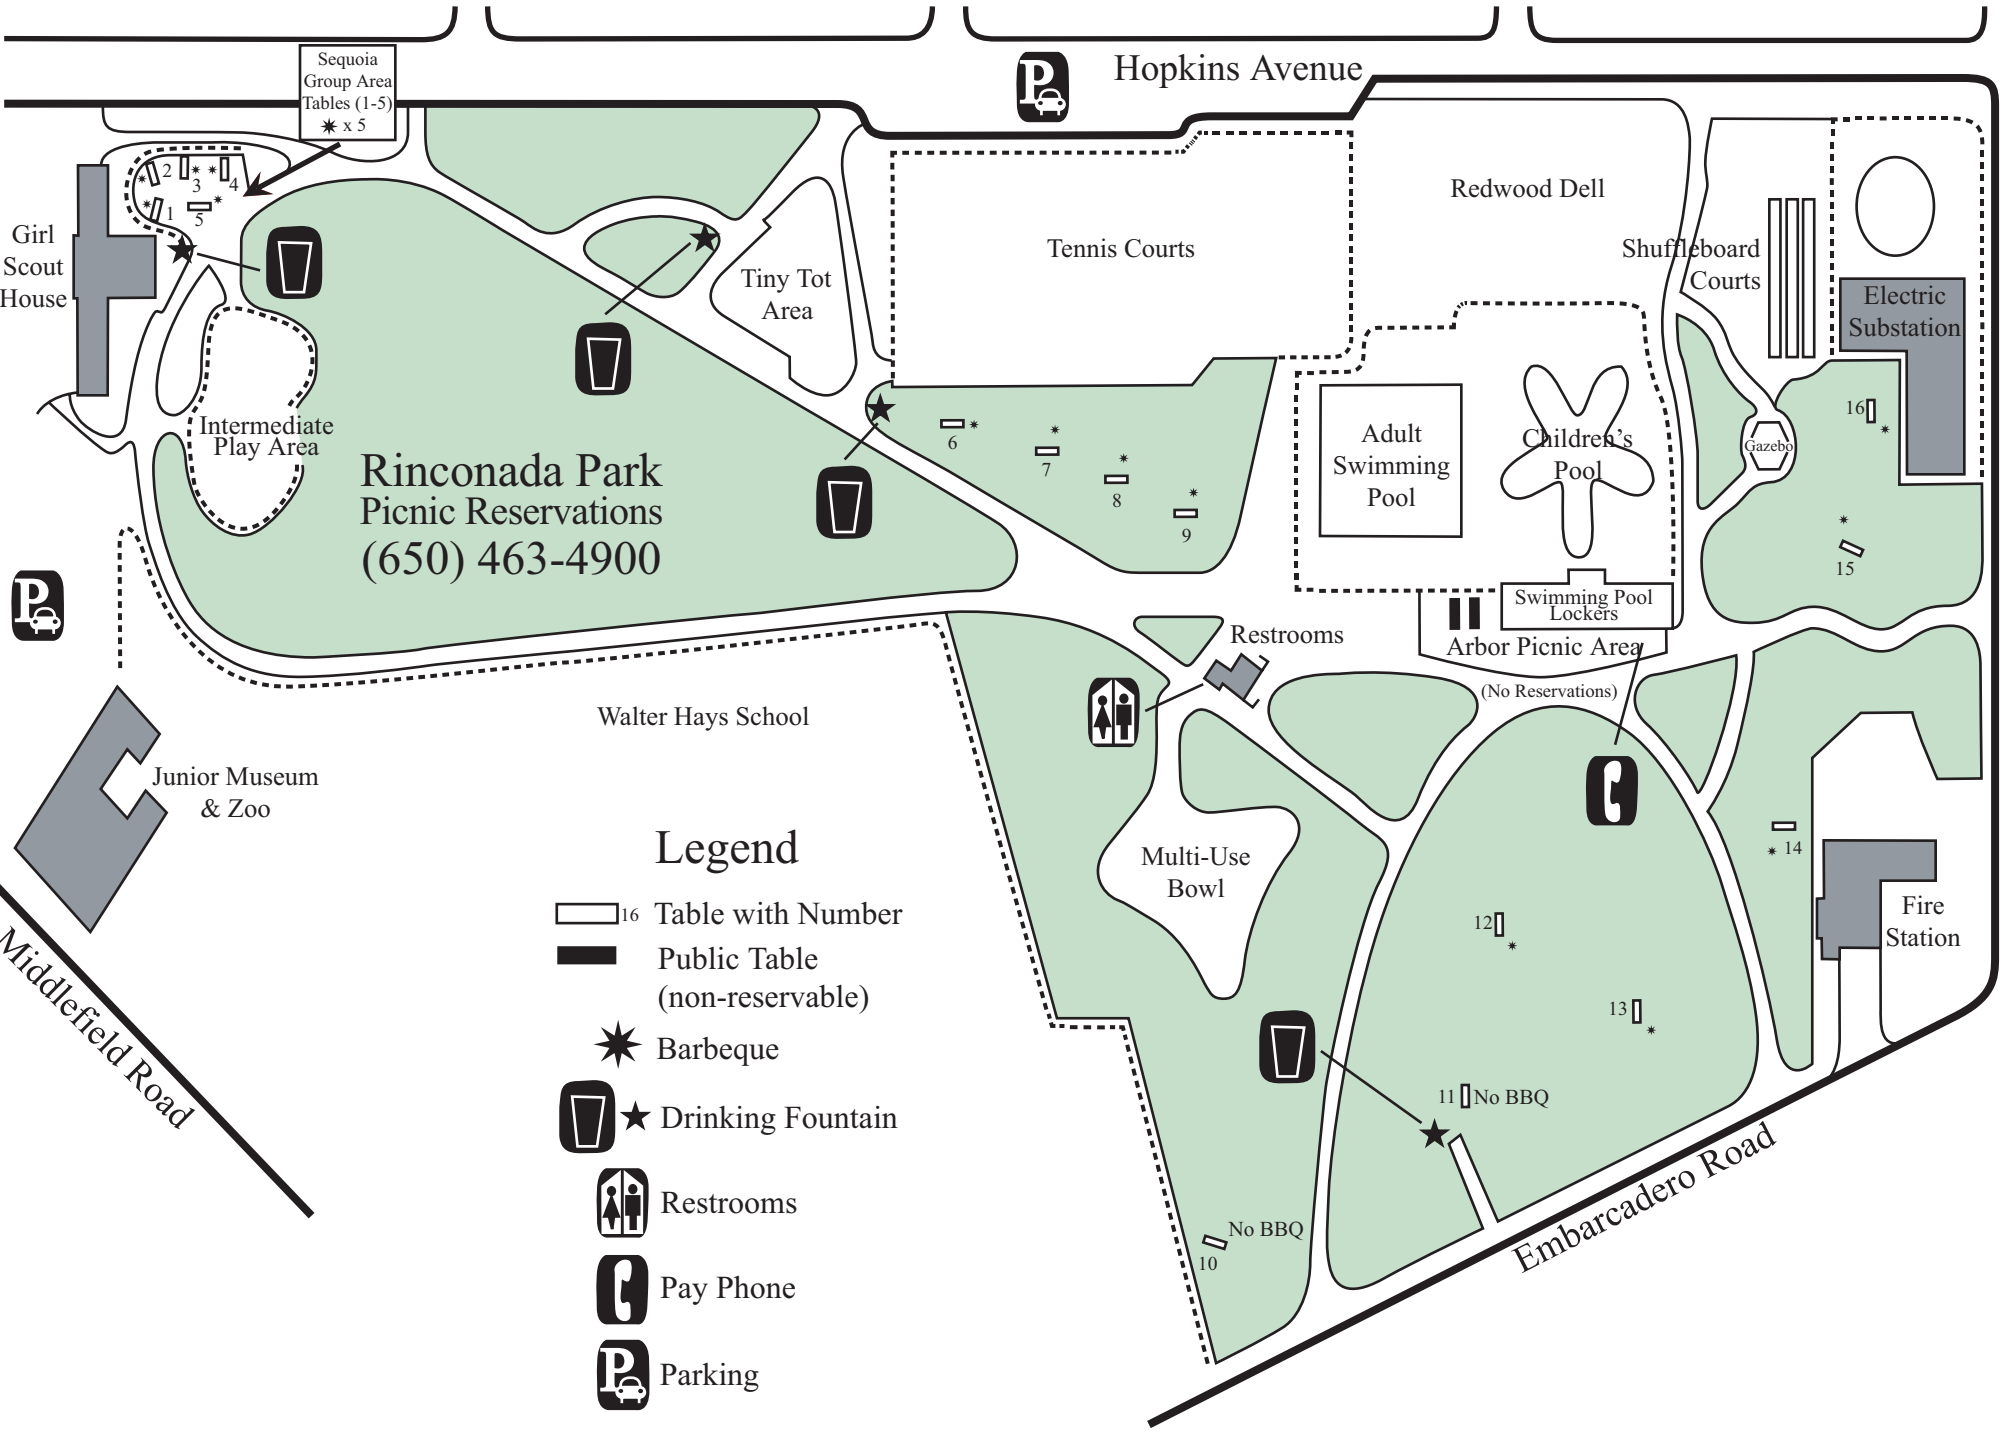 Hopkins Avenue
Sequoia
Group Area
Tables (1-5)
x 5
2
3
4
1
5
Girl
Scout
House
Tiny Tot
Area
Tennis Courts
Redwood Dell
Shuffleboard
Courts
Electric
Substation
Intermediate
Play Area
Rinconada Park
Picnic Reservations
(650) 463-4900
6
7
8
9
Adult
Swimming
Pool
Children's
Pool
Gazebo
16
15
Swimming Pool
Lockers
Arbor Picnic Area
(No Reservations)
Restrooms
P
P
Walter Hays School
Junior Museum
& Zoo
Multi-Use
Bowl
14
12
13
11 No BBQ
Fire
Station
No BBQ
10
Middlefield Road
Embarcadero Road
Legend
16 Table with Number
Public Table
(non-reservable)
Barbeque
Drinking Fountain
Restrooms
Pay Phone
P Parking